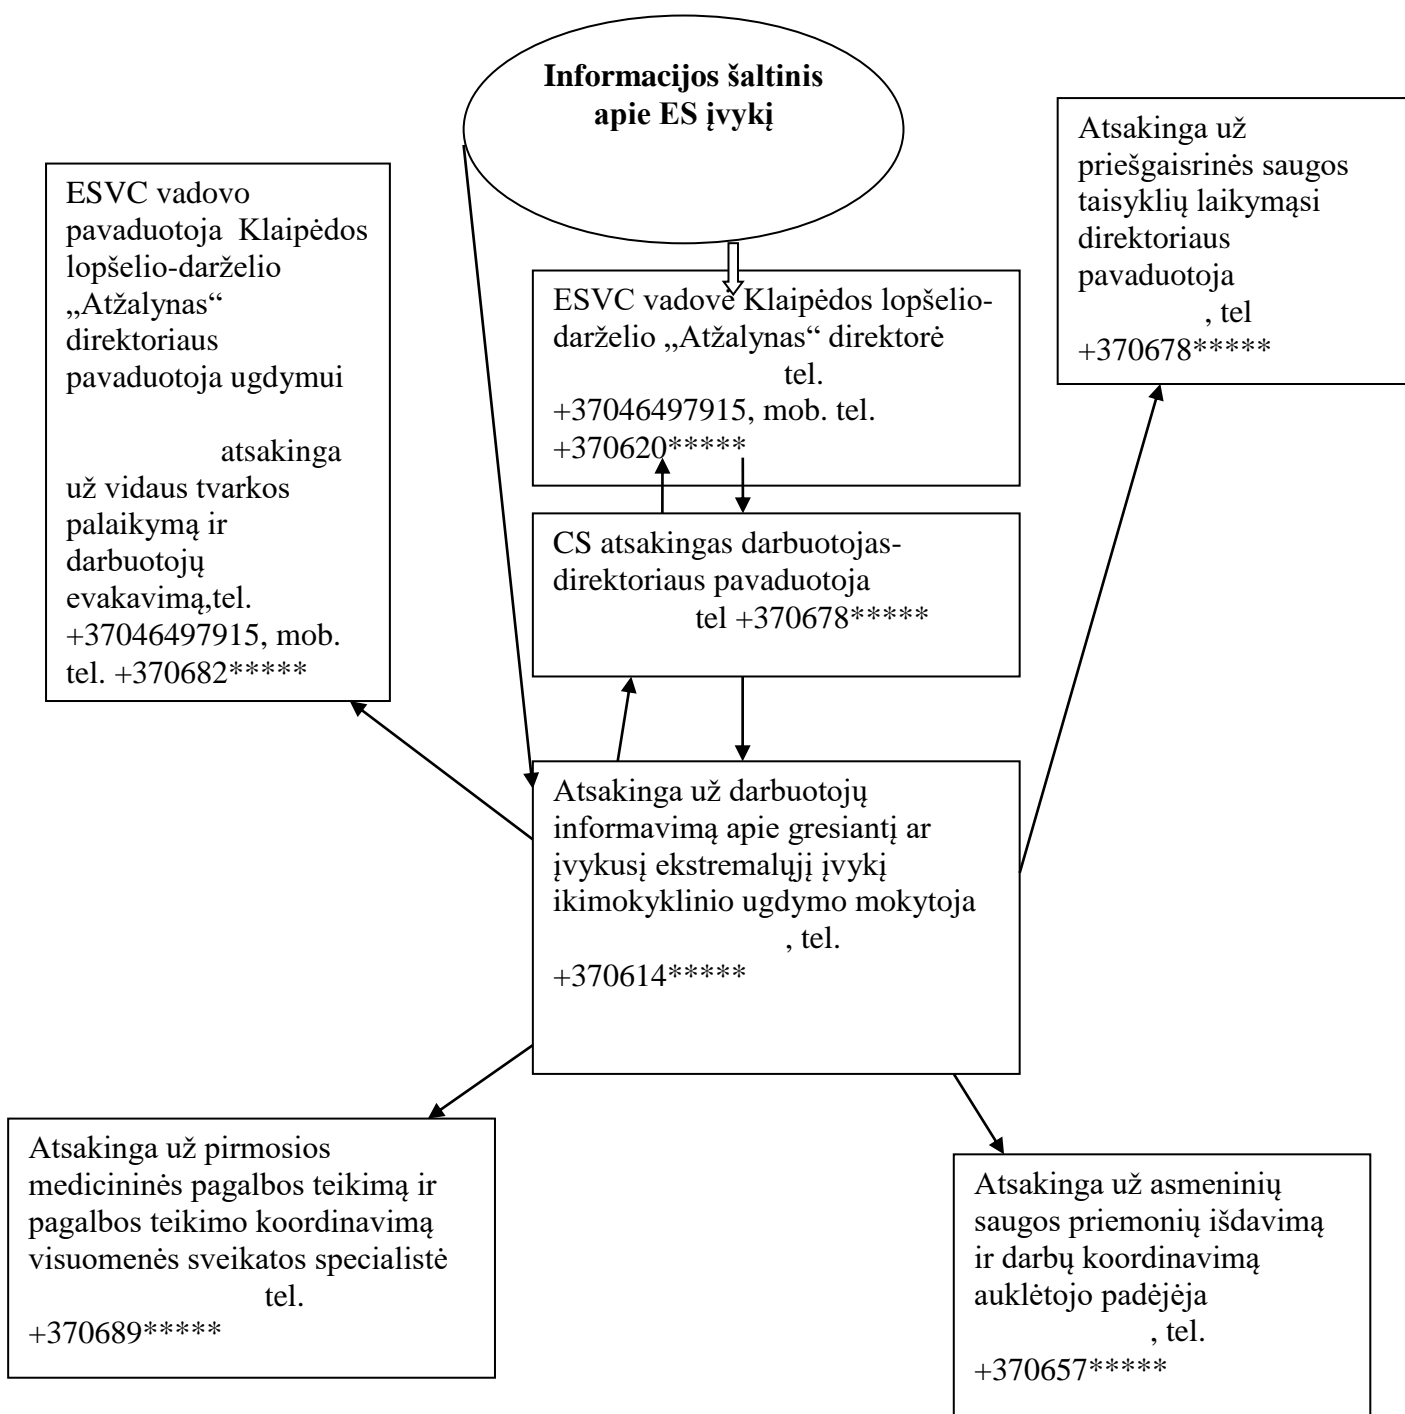 Informacijos šaltinis
apie ES įvykį
ESVC vadovo
pavaduotoja Klaipėdos
lopšelio-darželio
„Atžalynas“
direktoriaus
pavaduotoja ugdymui
atsakinga
už vidaus tvarkos
palaikymą ir
darbuotojų
evakavimą,tel.
+37046497915, mob.
tel. +370682*****
ESVC vadovė Klaipėdos lopšelio-
darželio „Atžalynas“ direktorė
tel.
+37046497915, mob. tel.
+370620*****
Atsakinga už
priešgaisrinės saugos
taisyklių laikymąsi
direktoriaus
pavaduotoja
, tel
+370678*****
CS atsakingas darbuotojas-
direktoriaus pavaduotoja
tel +370678*****
Atsakinga už darbuotojų
informavimą apie gresiantį ar
įvykusį ekstremalųjį įvykį
ikimokyklinio ugdymo mokytoja
, tel.
+370614*****
Atsakinga už pirmosios
medicininės pagalbos teikimą ir
pagalbos teikimo koordinavimą
visuomenės sveikatos specialistė
tel.
+370689*****
Atsakinga už asmeninių
saugos priemonių išdavimą
ir darbų koordinavimą
auklėtojo padėjėja
, tel.
+370657*****